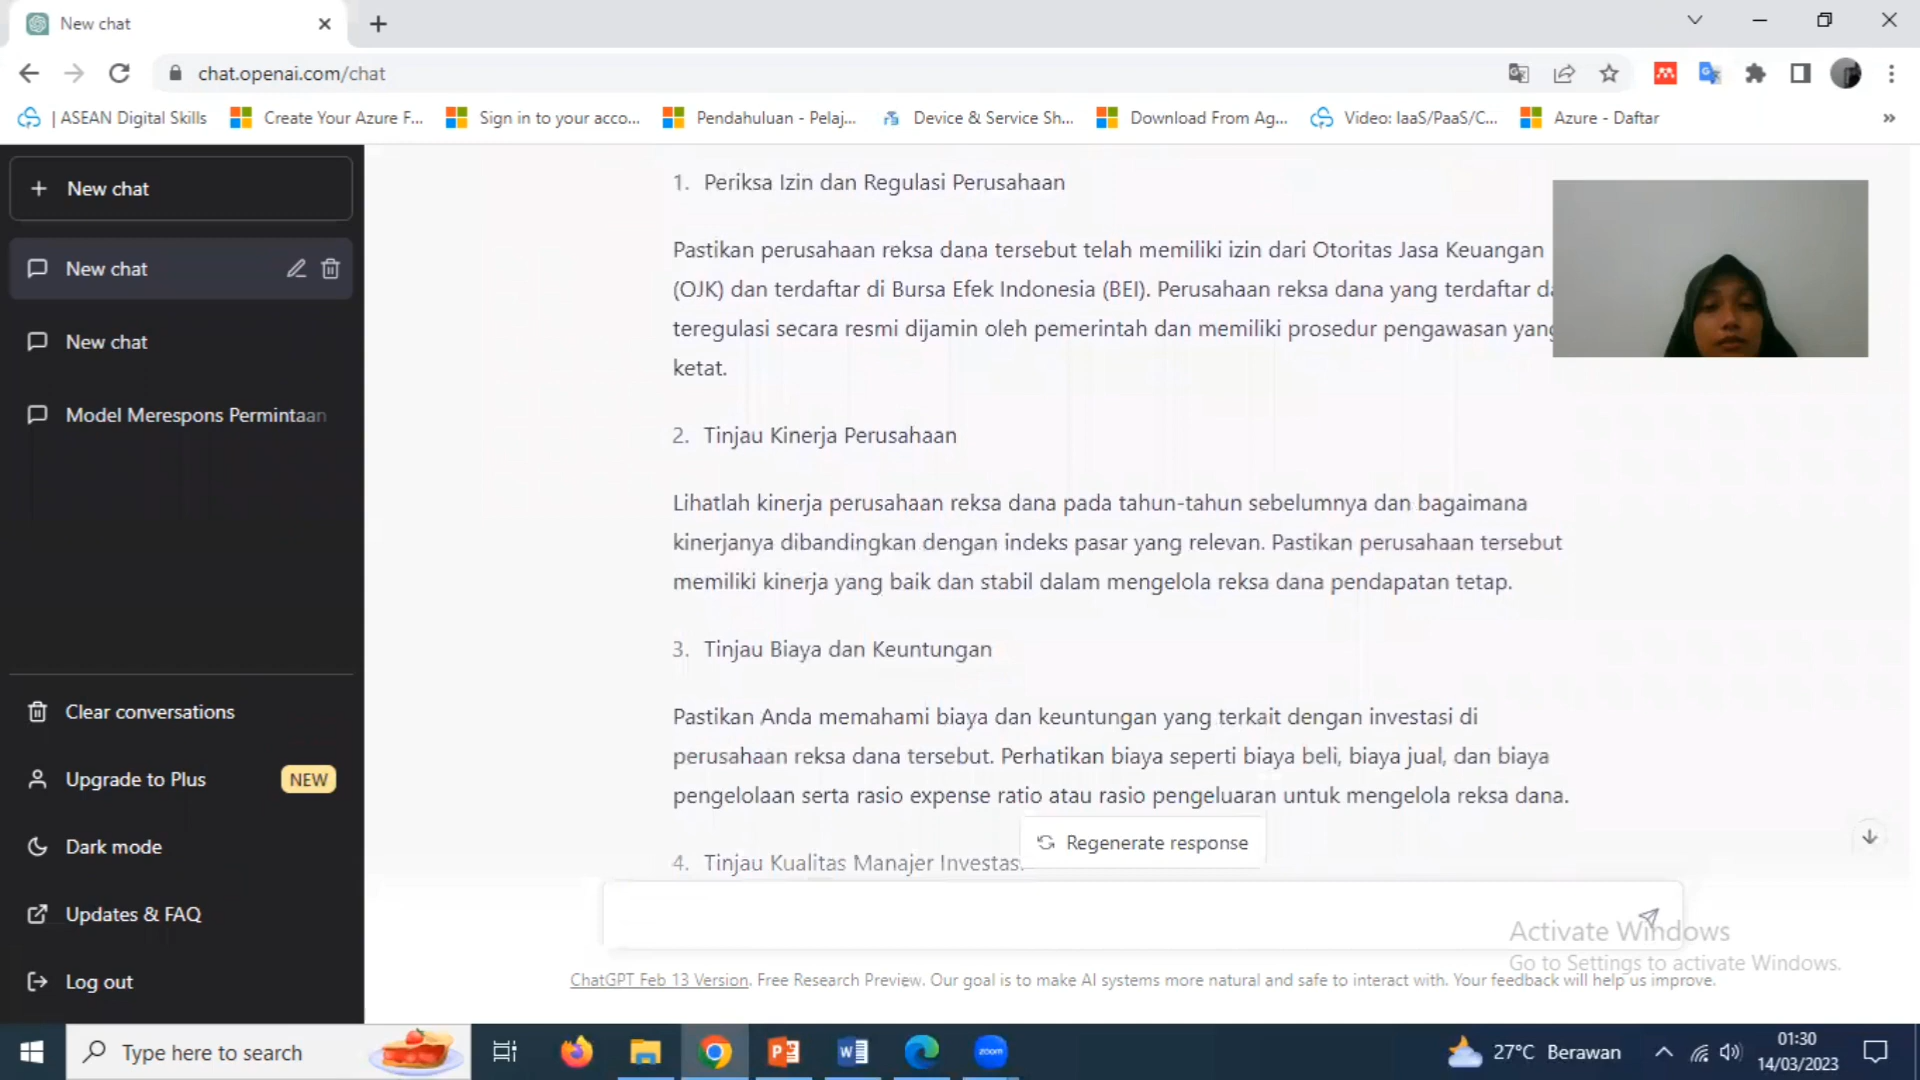 New chat
chat.openai.com/chat
| ASEAN Digital Skills
Create Your Azure F...
Sign in to your acco...
Pendahuluan - Pelaj...
Device & Service Sh...
Download From Ag...
Video: IaaS/PaaS/C...
Azure - Daftar
»
New chat
New chat
New chat
Model Merespons Permintaan
Clear conversations
Upgrade to Plus NEW
Dark mode
Updates & FAQ
Log out
1. Periksa Izin dan Regulasi Perusahaan
Pastikan perusahaan reksa dana tersebut telah memiliki izin dari Otoritas Jasa Keuangan
(OJK) dan terdaftar di Bursa Efek Indonesia (BEI). Perusahaan reksa dana yang terdaftar
teregulasi secara resmi dijamin oleh pemerintah dan memiliki prosedur pengawasan yang
ketat.
2. Tinjau Kinerja Perusahaan
Lihatlah kinerja perusahaan reksa dana pada tahun-tahun sebelumnya dan bagaimana
kinerjanya dibandingkan dengan indeks pasar yang relevan. Pastikan perusahaan tersebut
memiliki kinerja yang baik dan stabil dalam mengelola reksa dana pendapatan tetap.
3. Tinjau Biaya dan Keuntungan
Pastikan Anda memahami biaya dan keuntungan yang terkait dengan investasi di
perusahaan reksa dana tersebut. Perhatikan biaya seperti biaya beli, biaya jual, dan biaya
pengelolaan serta rasio expense ratio atau rasio pengeluaran untuk mengelola reksa dana.
Regenerate response
4. Tinjau Kualitas Manajer Investasi
Activate Windows
Go to Settings to activate Windows.
ChatGPT Feb 13 Version. Free Research Preview. Our goal is to make AI systems more natural and safe to interact with. Your feedback will help us improve.
Type here to search
zoom
27°C Berawan
01:30
14/03/2023